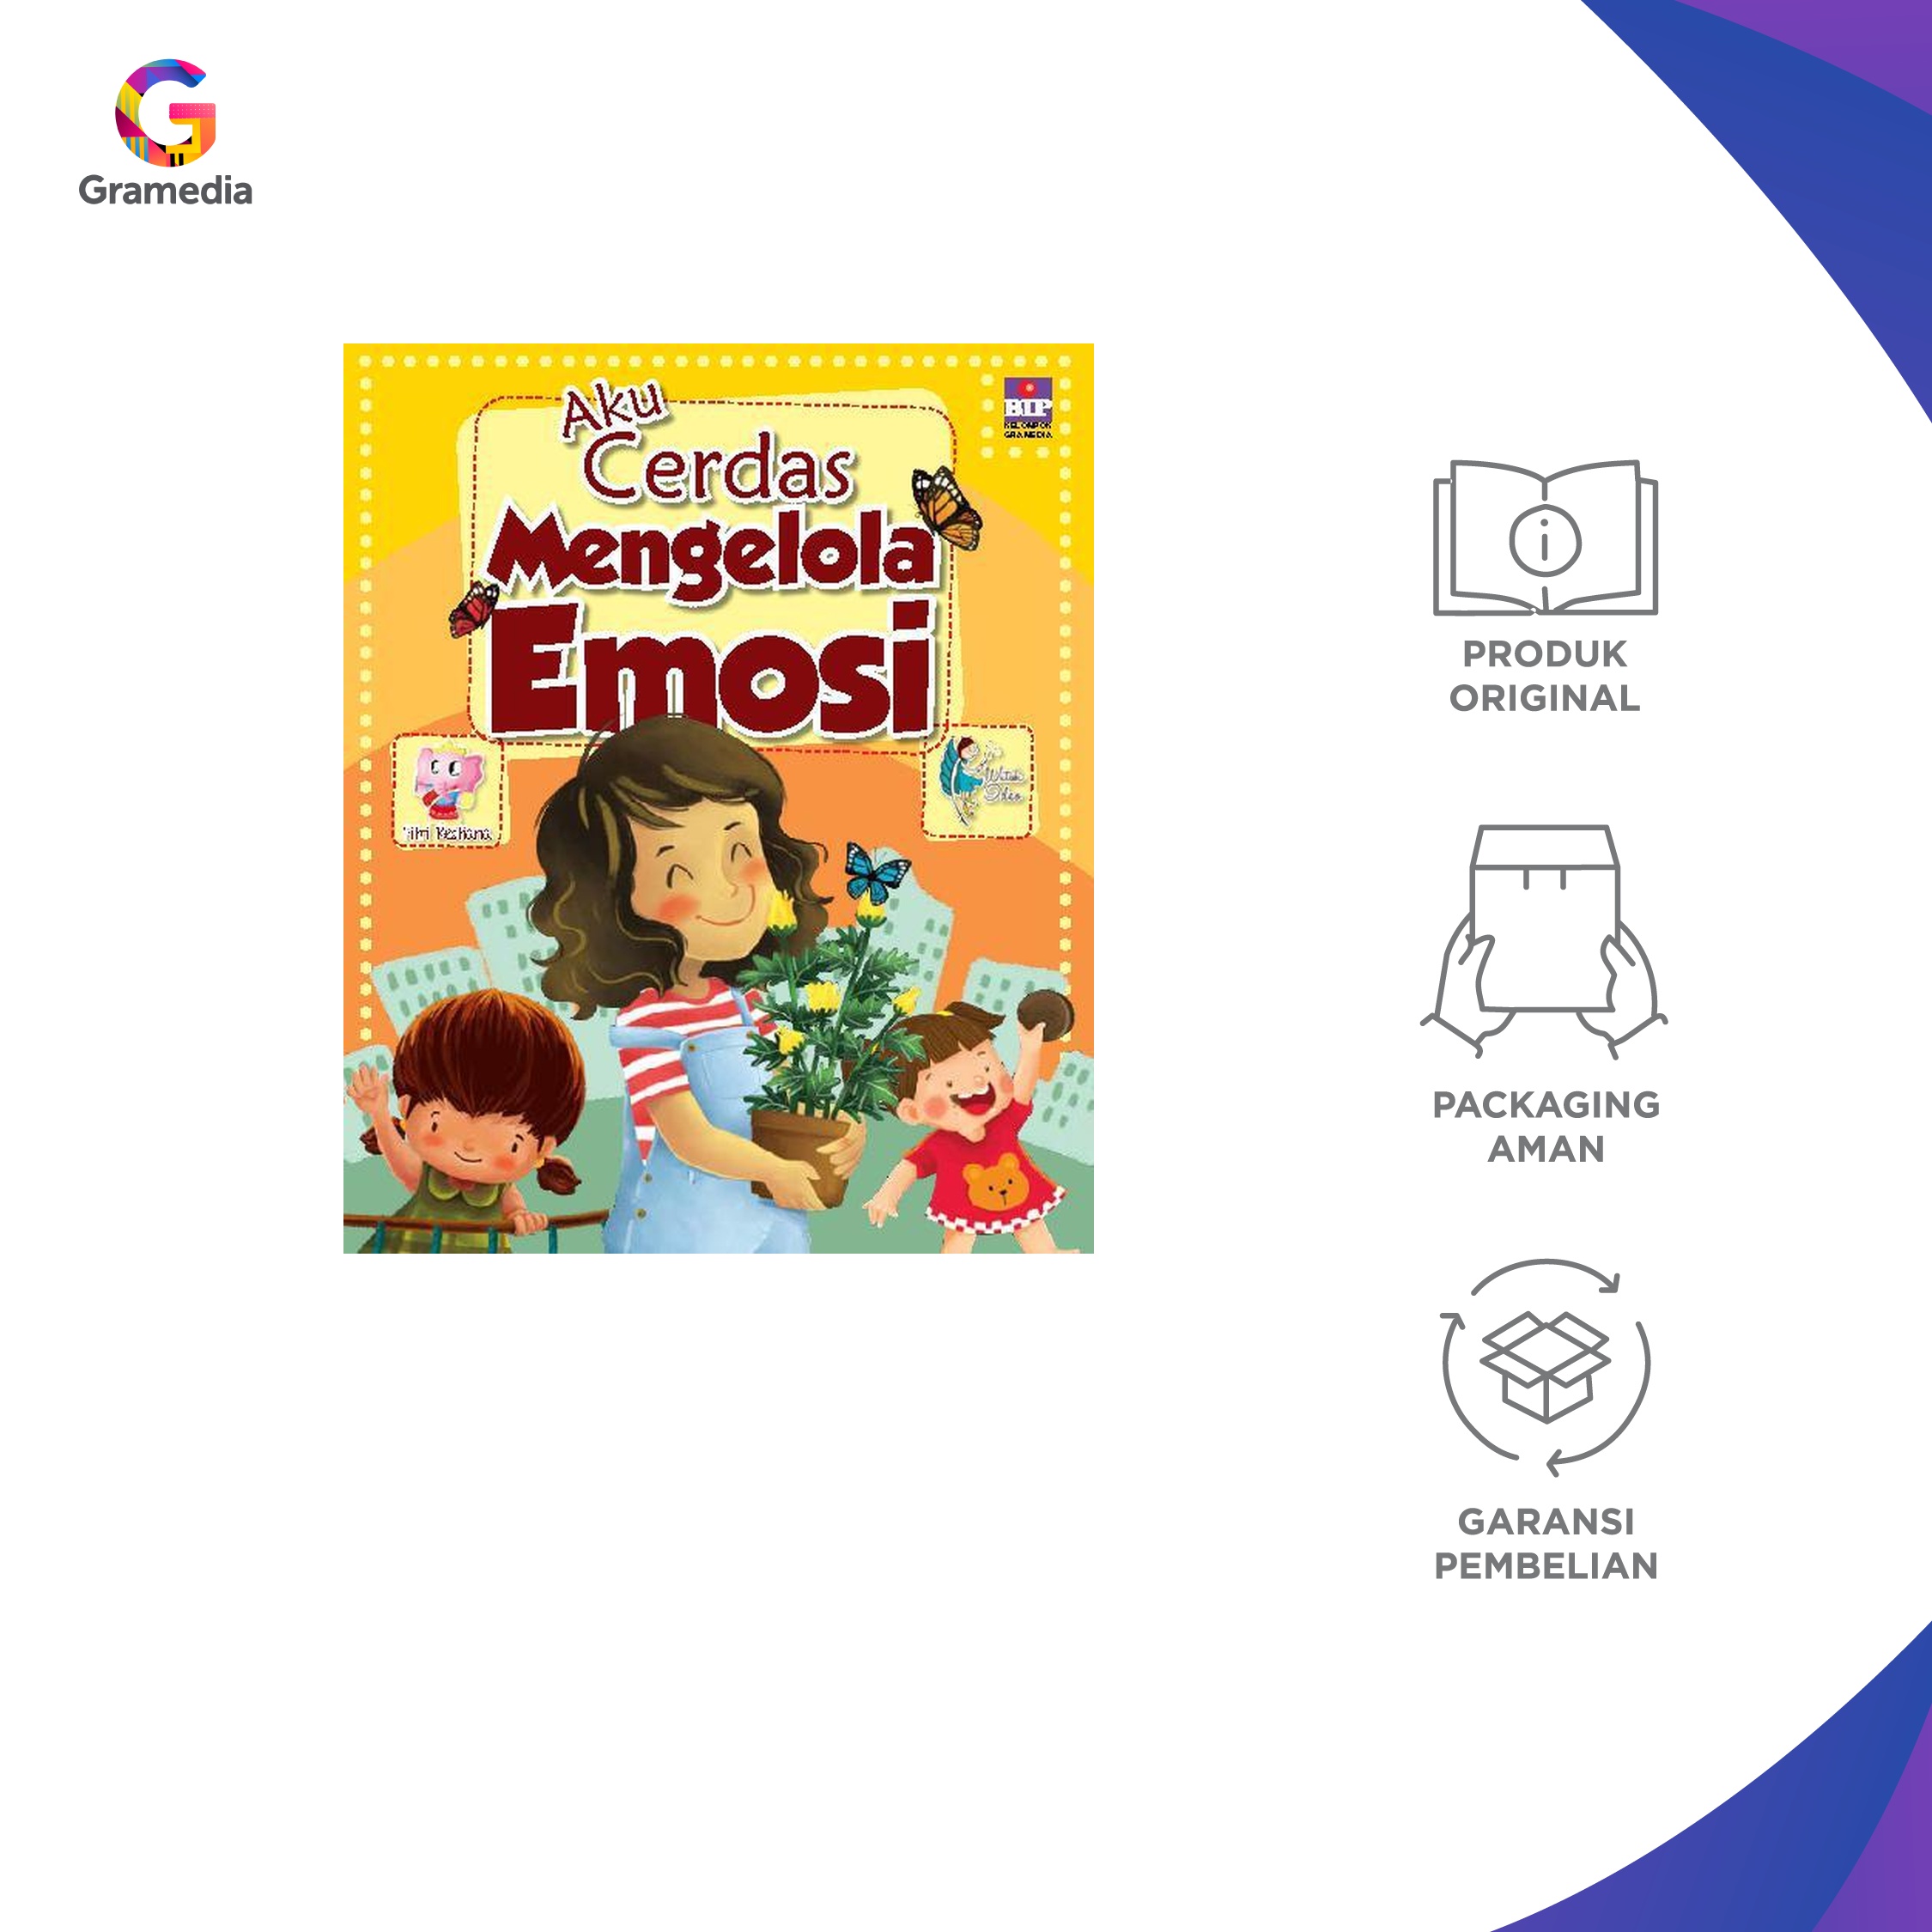 Gramedia
Aku
Cerdas
Mengelola
Emosi
BIP
KELOMPOK
GRAMEDIA
PRODUK
ORIGINAL
PACKAGING
AMAN
GARANSI
PEMBELIAN